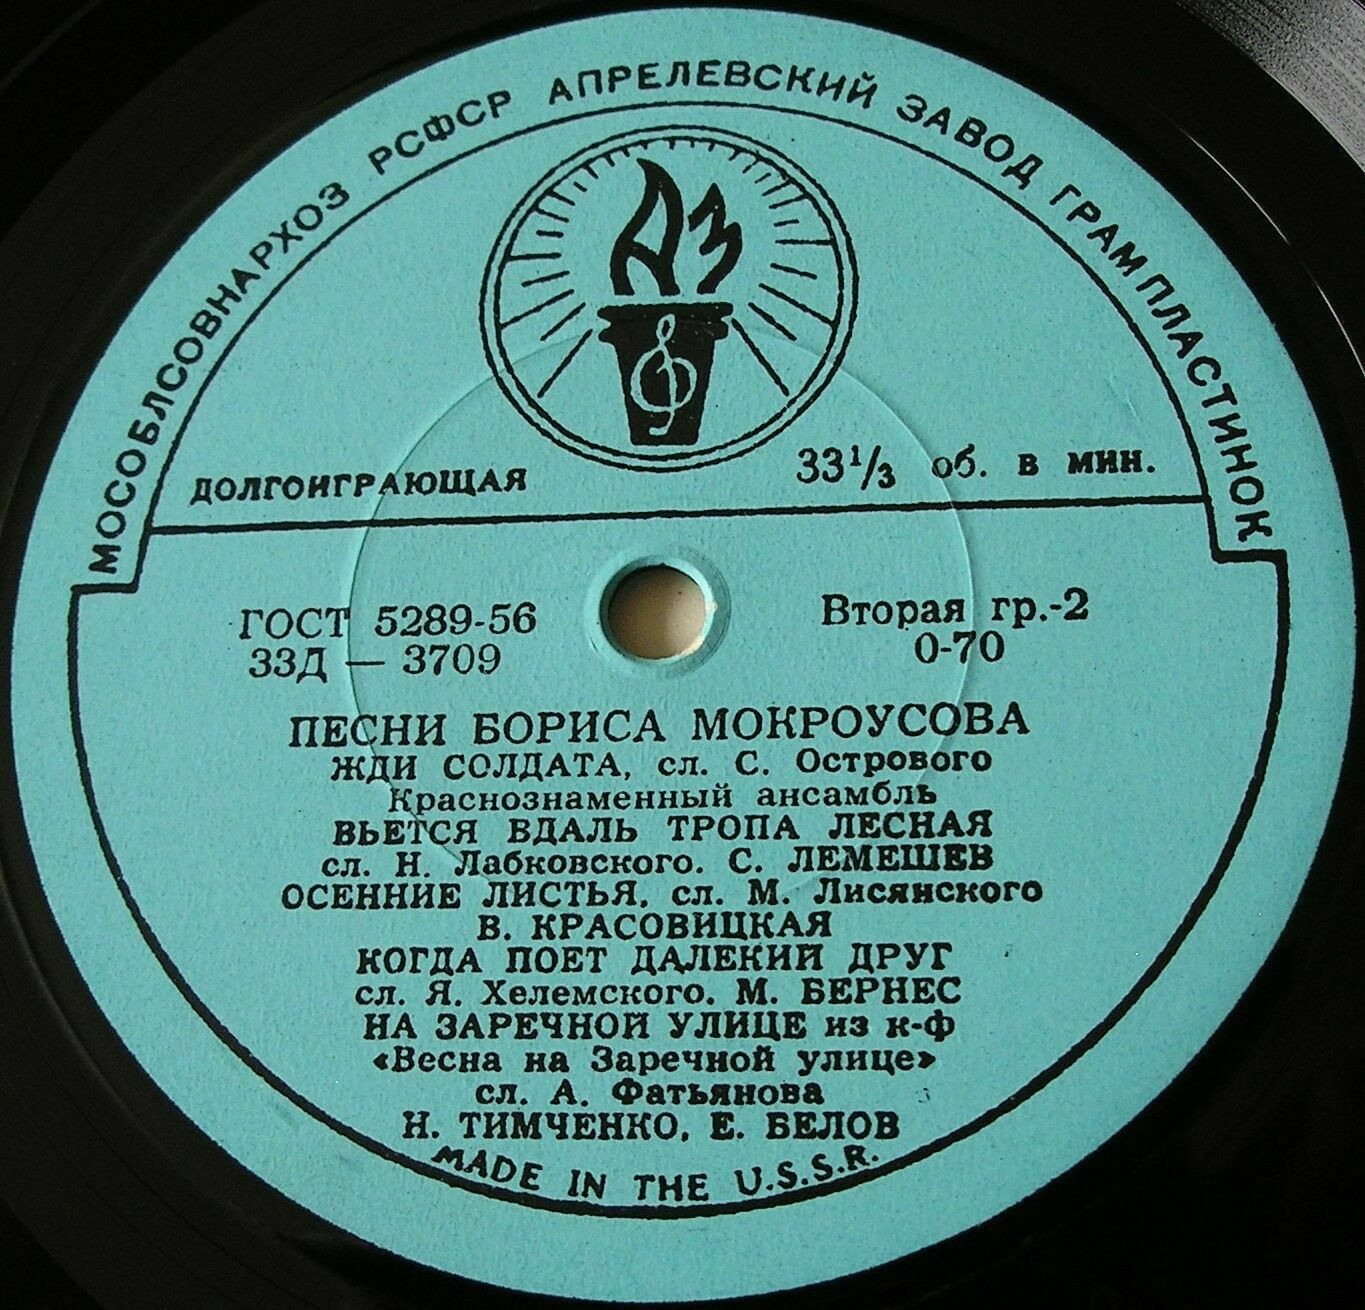 МОСОБЛСОВНАРХОЗ РСФСР АПРЕЛЕВСКИЙ ЗАВОД ГРАМПЛАСТИНОК
АЗ
ДОЛГОИГРАЮЩАЯ 33 1/3 об. в мин.
ГОСТ 5289-56 Вторая гр.-2
33Д — 3709 0-70
ПЕСНИ БОРИСА МОКРОУСОВА
ЖДИ СОЛДАТА, сл. С. Острового
Краснознаменный ансамбль
ВЬЕТСЯ ВДАЛЬ ТРОПА ЛЕСНАЯ
сл. Н. Лабковского. С. ЛЕМЕШЕВ
ОСЕННИЕ ЛИСТЬЯ, сл. М. Лисянского
В. КРАСОВИЦКАЯ
КОГДА ПОЕТ ДАЛЕКИЙ ДРУГ
сл. Я. Хелемского. М. БЕРНЕС
НА ЗАРЕЧНОЙ УЛИЦЕ из к-ф
«Весна на Заречной улице»
сл. А. Фатьянова
Н. ТИМЧЕНКО, Е. БЕЛОВ
MADE IN THE U.S.S.R.